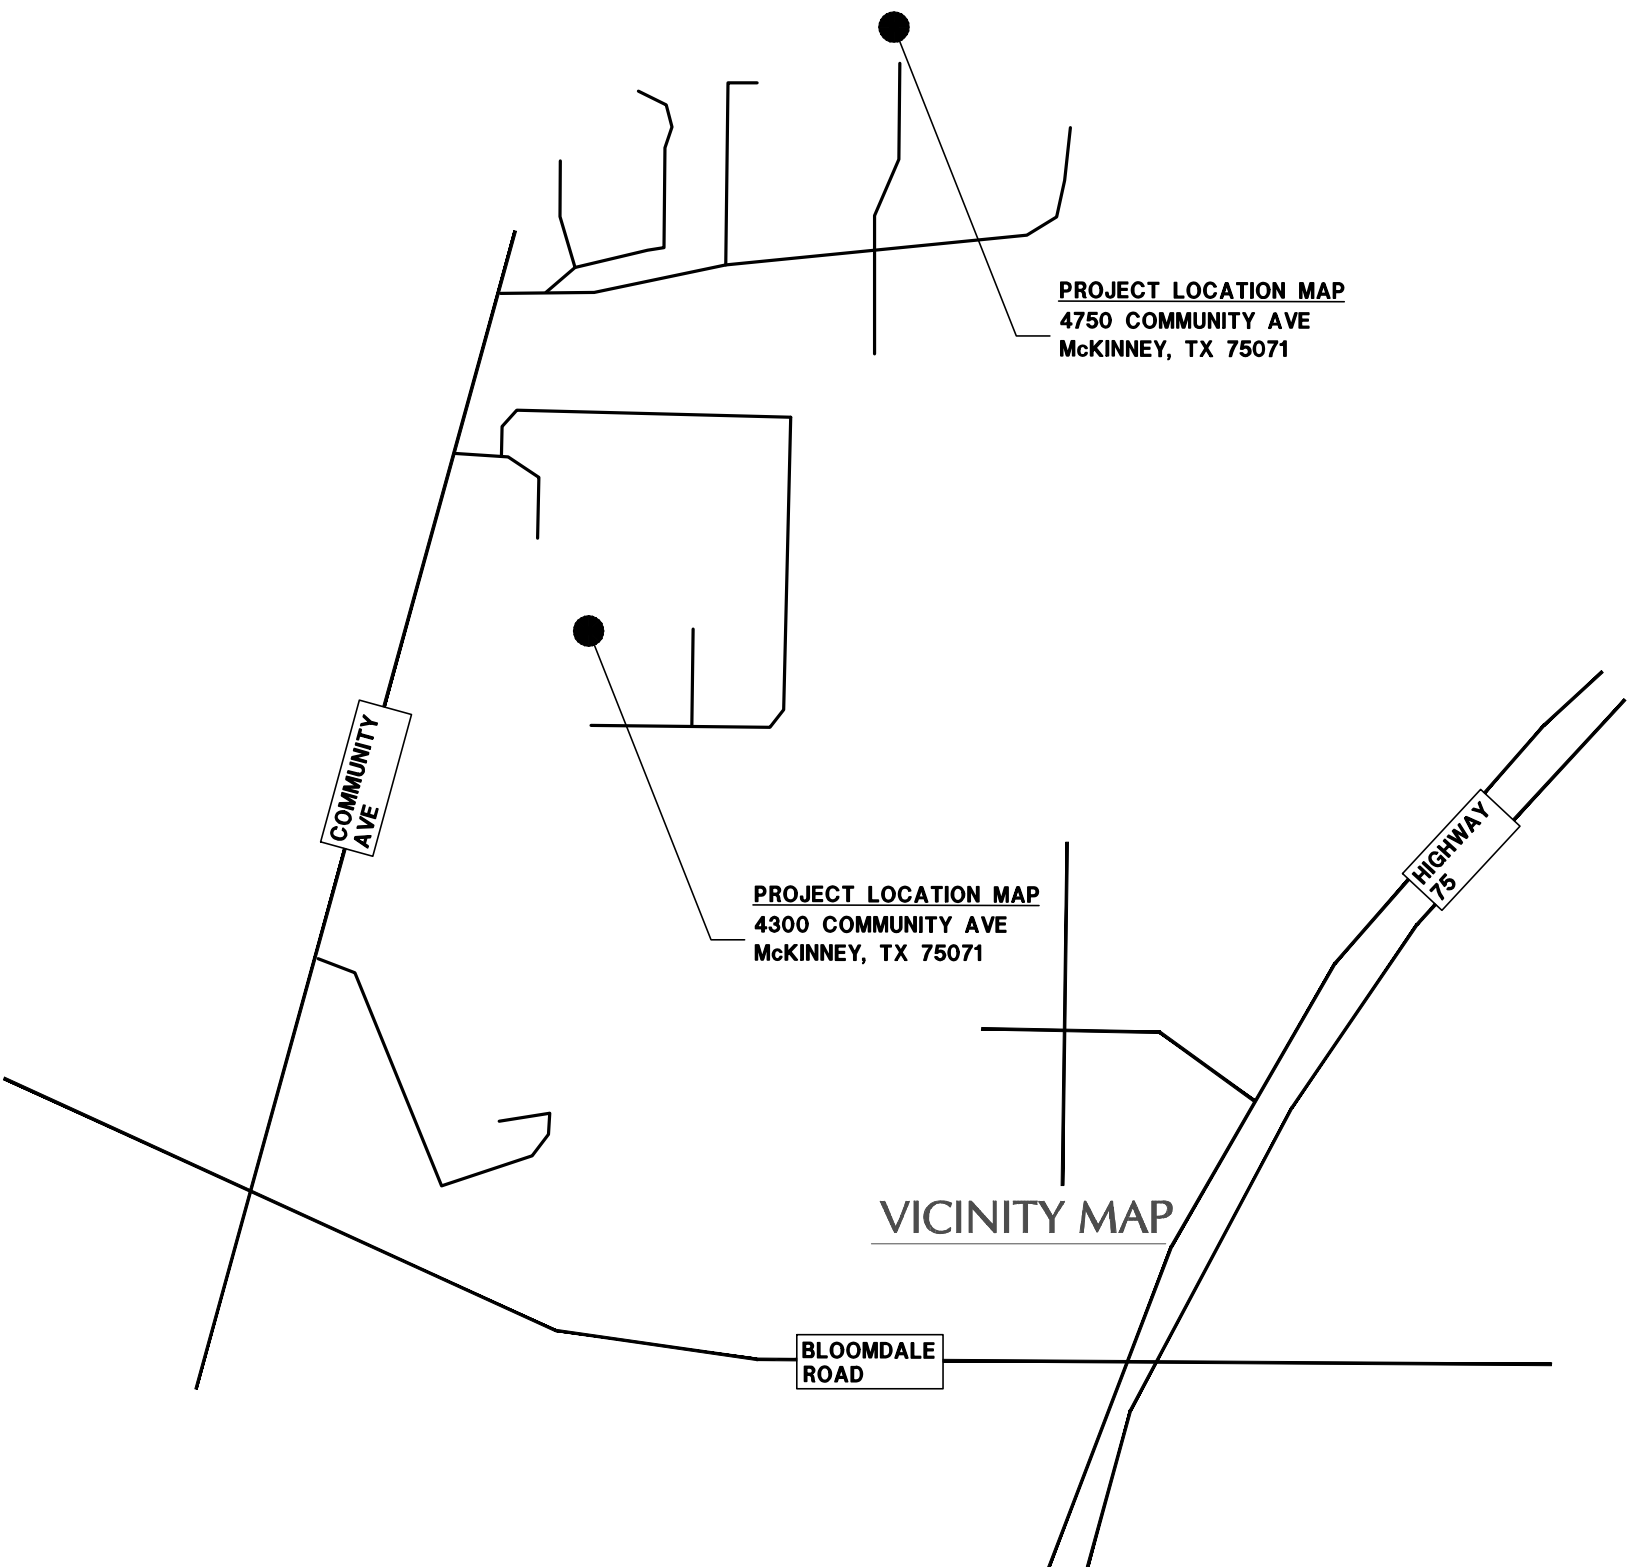 PROJECT LOCATION MAP
4750 COMMUNITY AVE
McKINNEY, TX 75071
COMMUNITY
AVE
HIGHWAY
75
PROJECT LOCATION MAP
4300 COMMUNITY AVE
McKINNEY, TX 75071
VICINITY MAP
BLOOMDALE
ROAD